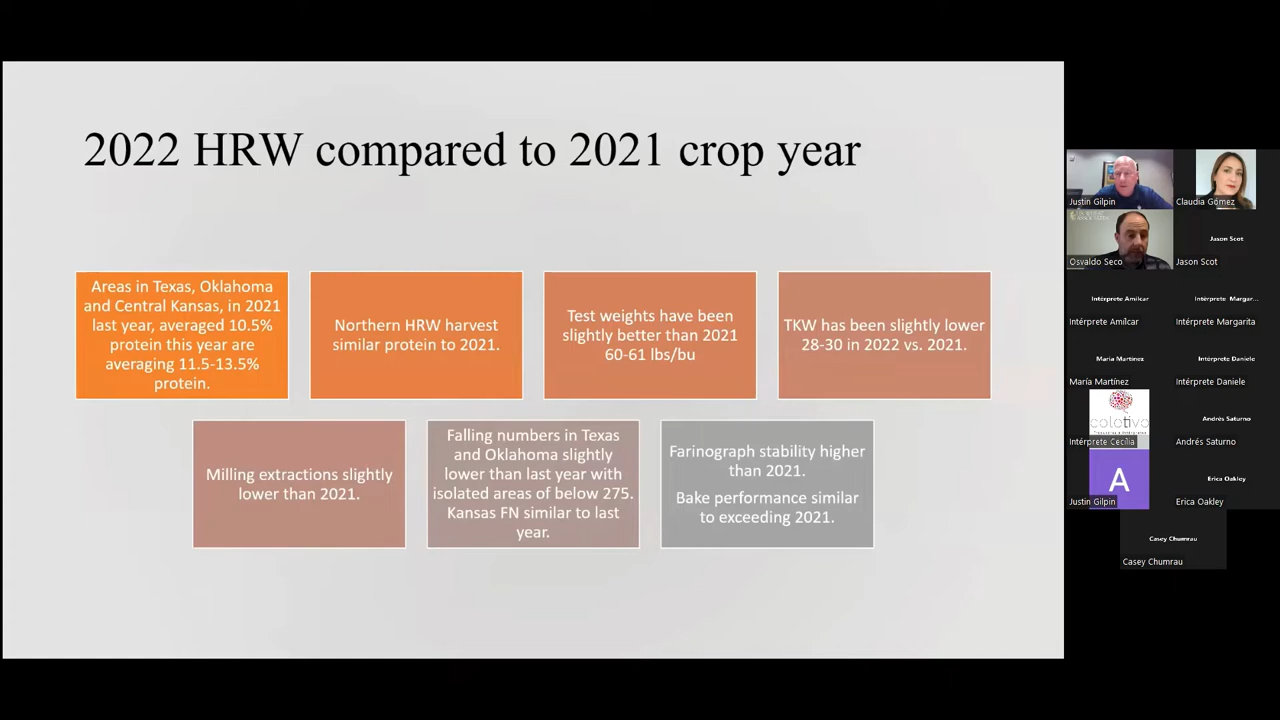 2022 HRW compared to 2021 crop year
Areas in Texas, Oklahoma
and Central Kansas, in 2021
last year, averaged 10.5%
protein this year are
averaging 11.5-13.5%
protein.
Northern HRW harvest
similar protein to 2021.
Test weights have been
slightly better than 2021
60-61 lbs/bu
TKW has been slightly lower
28-30 in 2022 vs. 2021.
Milling extractions slightly
lower than 2021.
Falling numbers in Texas
and Oklahoma slightly
lower than last year with
isolated areas of below 275.
Kansas FN similar to last
year.
Farinograph stability higher
than 2021.
Bake performance similar
to exceeding 2021.
Justin Gilpin
Claudia Gómez
ASSOCIATES
Osvaldo Seco
Jason Scot
Jason Scot
Intérprete Amílcar
Intérprete Amílcar
Intérprete Margar...
Intérprete Margarita
María Martínez
María Martínez
Intérprete Daniele
Intérprete Daniele
coletivo
Intérprete Cecília
Andrés Saturno
Andrés Saturno
A
Justin Gilpin
Erica Oakley
Erica Oakley
Casey Chumrau
Casey Chumrau